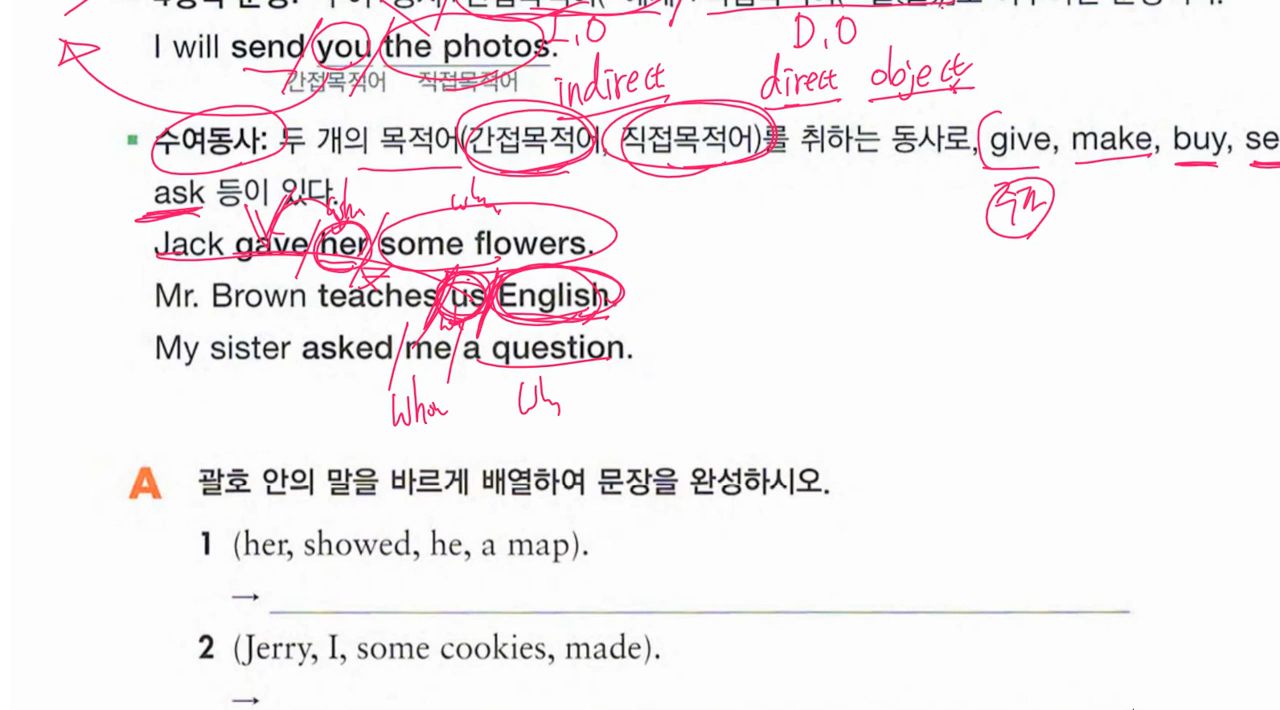 I will send you the photos.
I.O
D.O
간접목적어 직접목적어
indirect direct object
수여동사: 두 개의 목적어(간접목적어, 직접목적어)를 취하는 동사로, give, make, buy, se
ask 등이 있다.
Jack gave her some flowers.
Mr. Brown teaches us English.
My sister asked me a question.
A 괄호 안의 말을 바르게 배열하여 문장을 완성하시오.
1 (her, showed, he, a map).
→
2 (Jerry, I, some cookies, made).
→